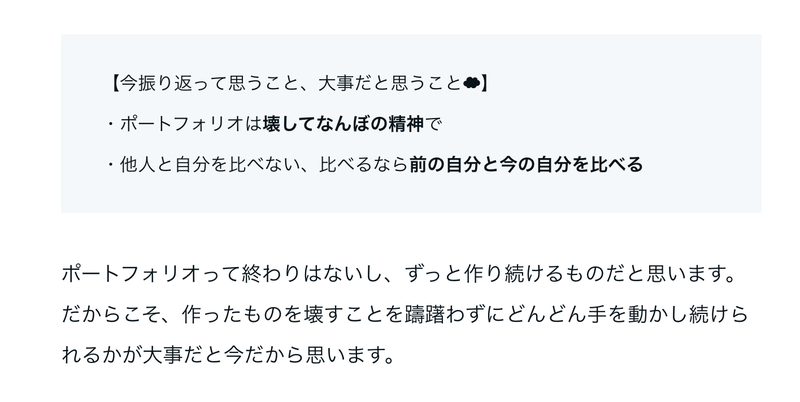 【今振り返って思うこと、大事だと思うこと💭】
・ポートフォリオは壊してなんぼの精神で
・他人と自分を比べない、比べるなら前の自分と今の自分を比べる
ポートフォリオって終わりはないし、ずっと作り続けるものだと思います。
だからこそ、作ったものを壊すことを躊躇わずにどんどん手を動かし続けら
れるかが大事だと今だから思います。